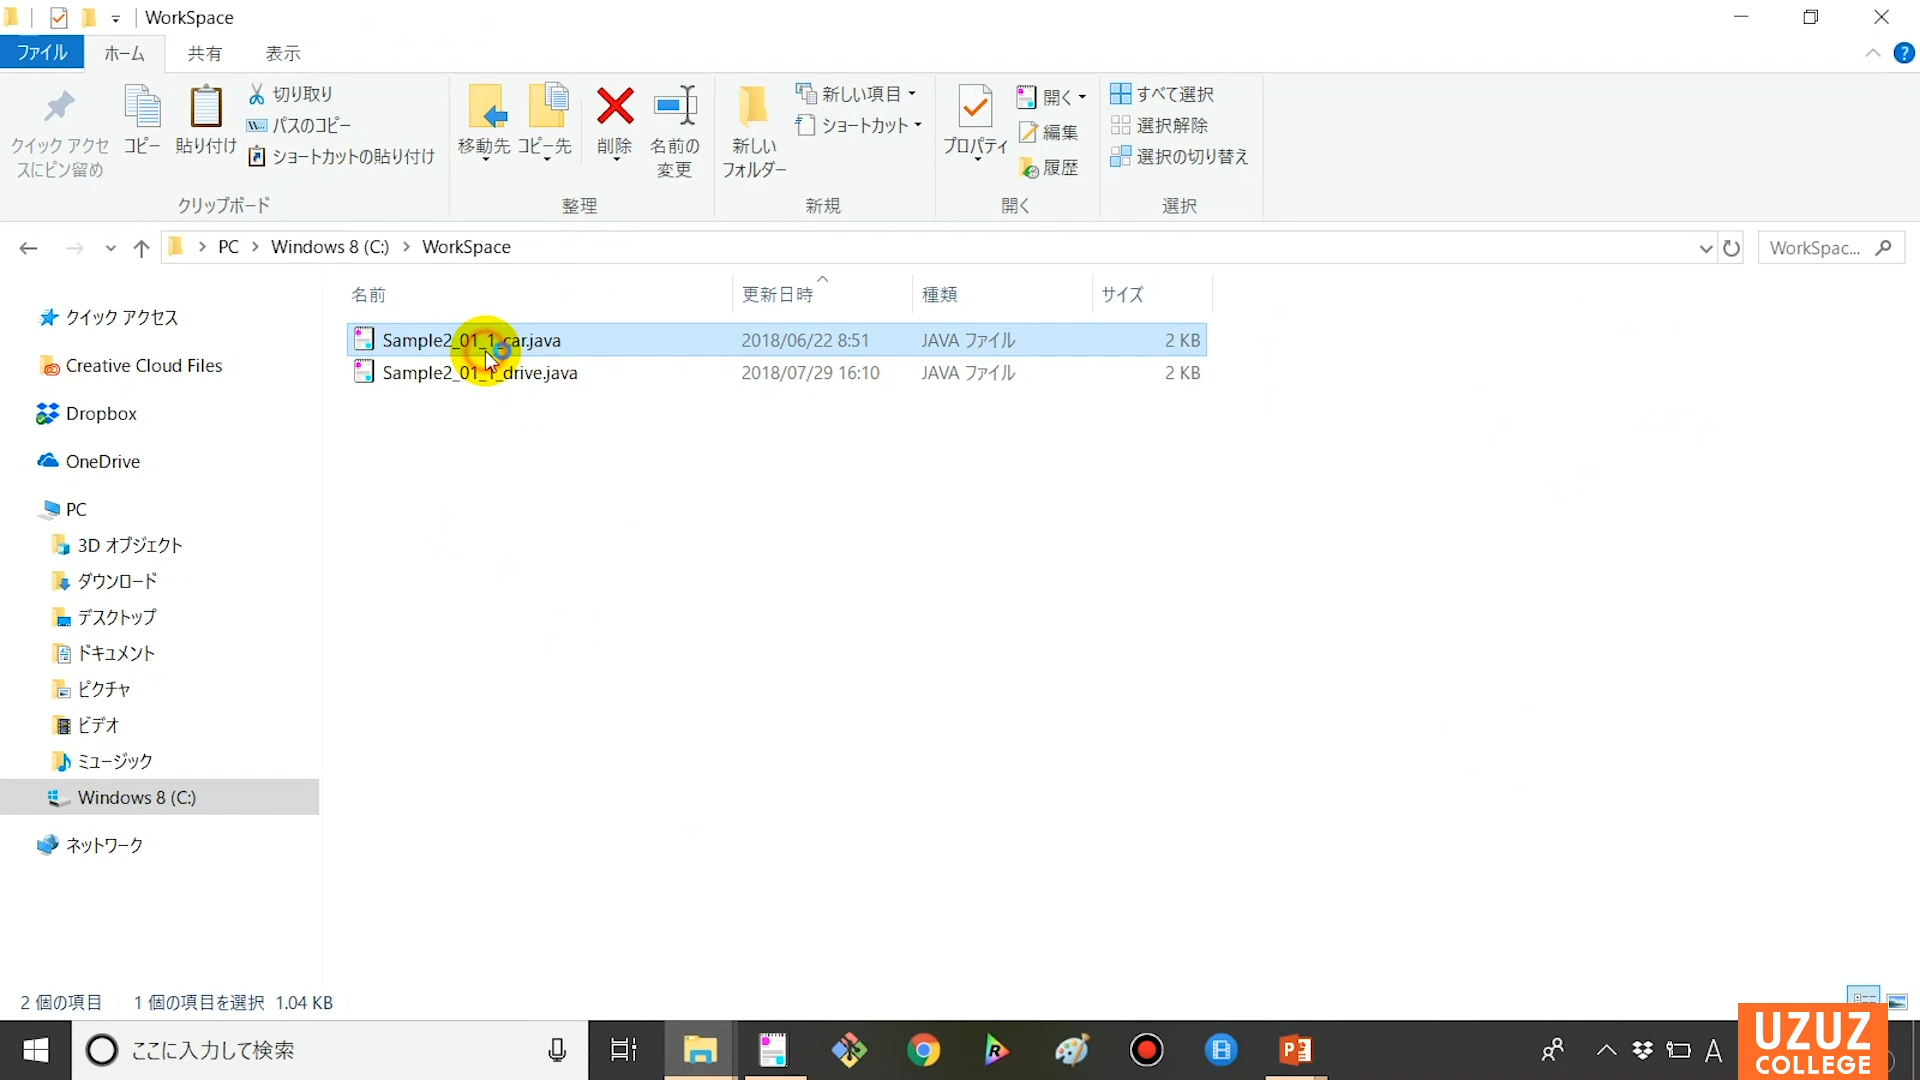 WorkSpace
ファイル ホーム 共有 表示
クイック アクセスにピン留め
コピー
貼り付け
切り取り
パスのコピー
ショートカットの貼り付け
クリップボード
移動先
コピー先
削除
名前の変更
整理
新しいフォルダー
新しい項目
ショートカット
新規
プロパティ
開く
編集
履歴
開く
すべて選択
選択解除
選択の切り替え
選択
PC > Windows 8 (C:) > WorkSpace
WorkSpac...
名前 更新日時 種類 サイズ
Sample2_01_1_car.java 2018/06/22 8:51 JAVA ファイル 2 KB
Sample2_01_1_drive.java 2018/07/29 16:10 JAVA ファイル 2 KB
クイック アクセス
Creative Cloud Files
Dropbox
OneDrive
PC
3D オブジェクト
ダウンロード
デスクトップ
ドキュメント
ピクチャ
ビデオ
ミュージック
Windows 8 (C:)
ネットワーク
2 個の項目 1 個の項目を選択 1.04 KB
ここに入力して検索
A
UZUZ
COLLEGE